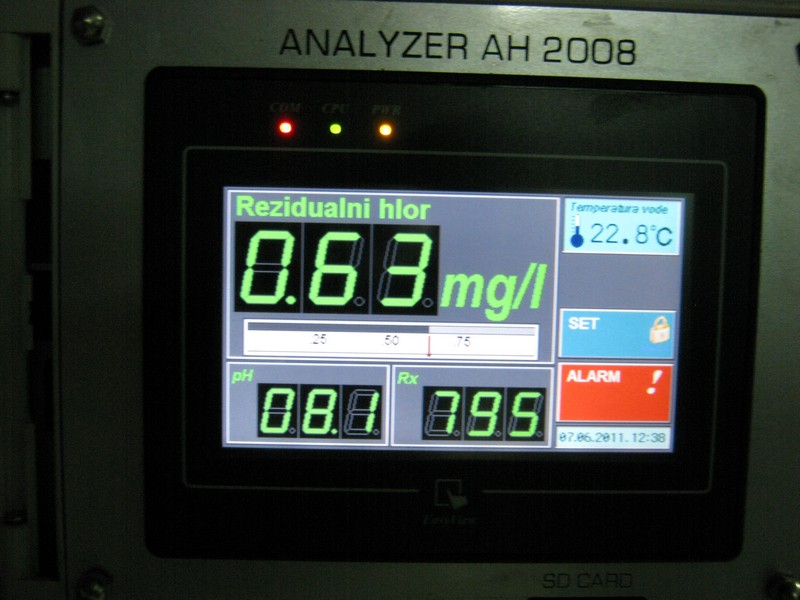 ANALYZER AH 2008
COM CPU PWR
Rezidualni hlor
0.63 mg/l
.25 .50 .75
Temperatura vode
22.8°C
SET
ALARM !
pH
08.1
Rx
795
07.06.2011. 12:38
EasyView
SD CARD